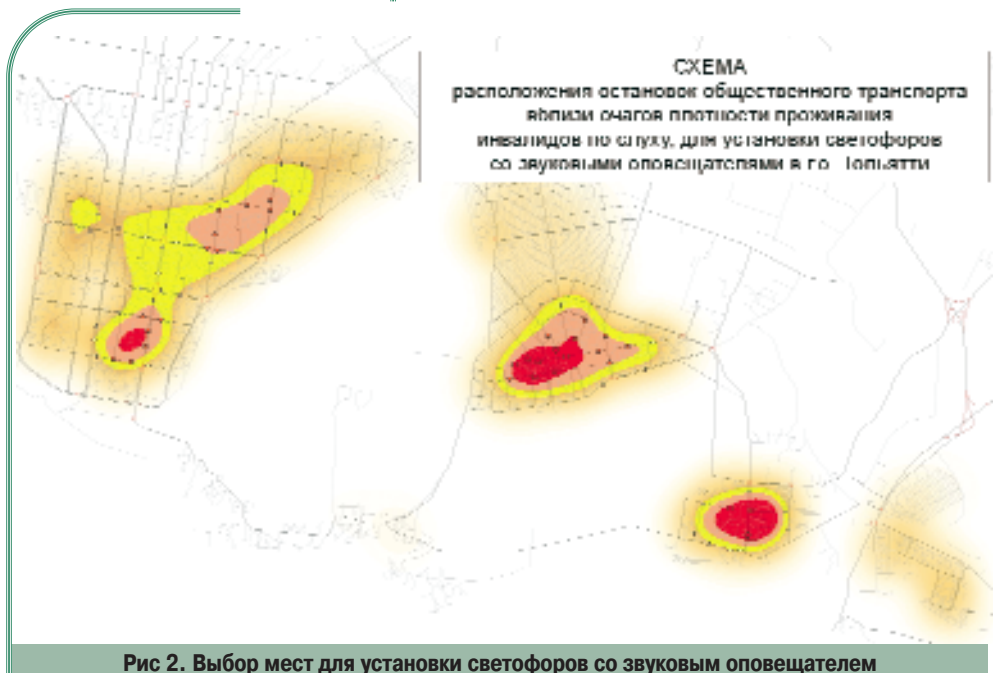 СХЕМА
расположения остановок общественного транспорта
вблизи очагов плотности проживания
инвалидов по слуху, для установки светофоров
со звуковыми оповещателями в г о Тольятти
Рис 2. Выбор мест для установки светофоров со звуковым оповещателем